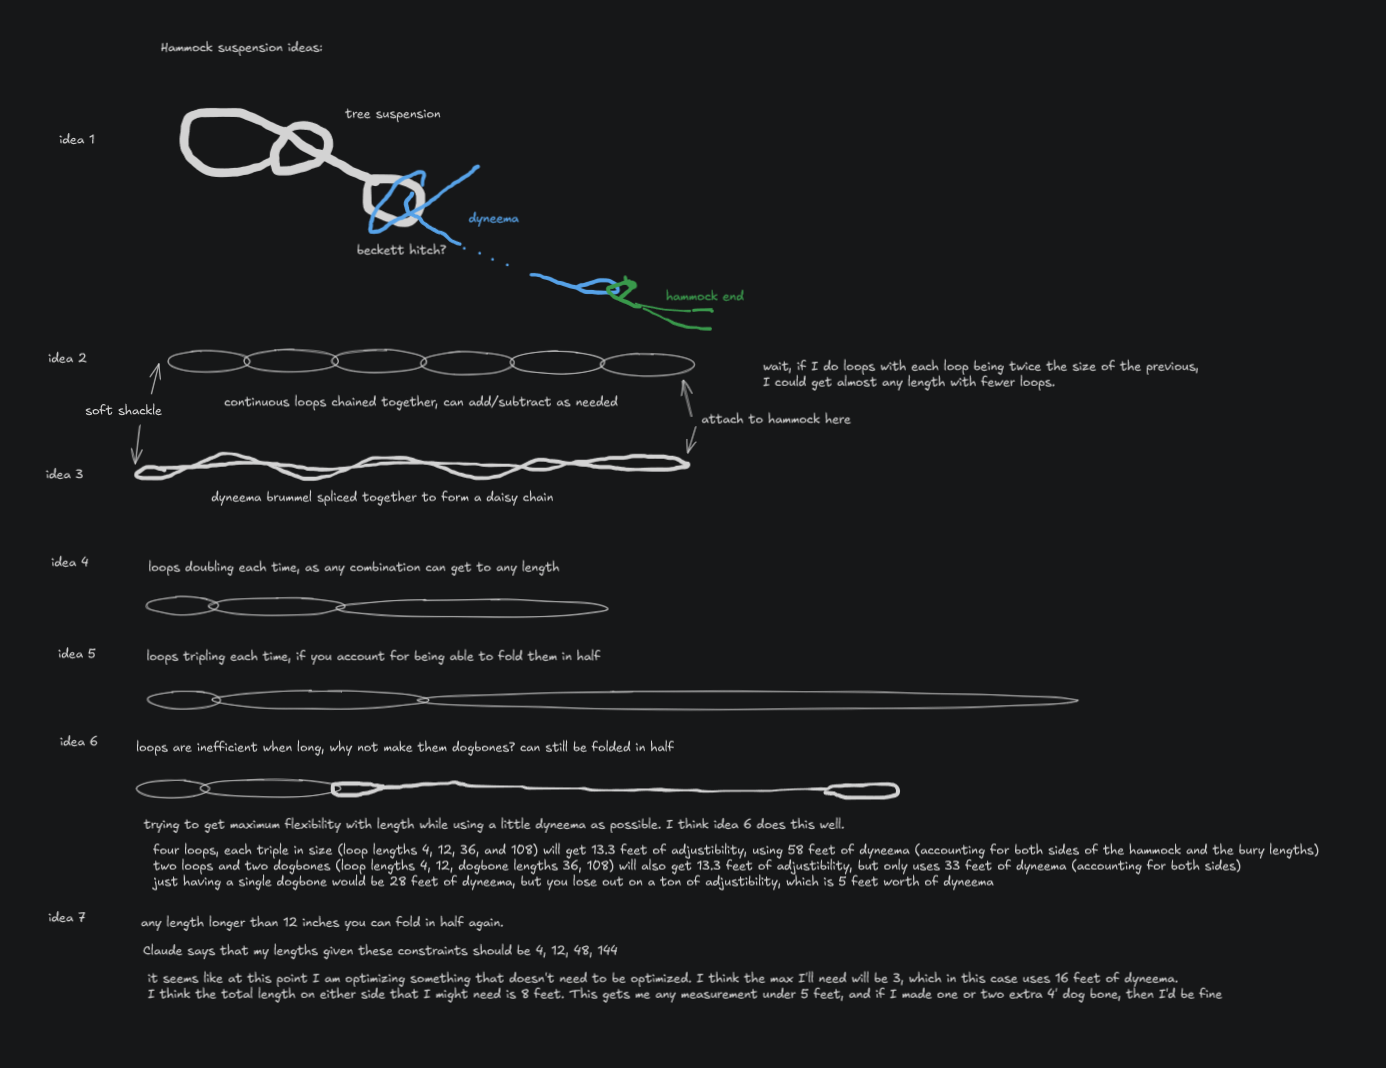 Hammock suspension ideas:
idea 1
tree suspension
dyneema
beckett hitch?
hammock end
idea 2
wait, if I do loops with each loop being twice the size of the previous,
I could get almost any length with fewer loops.
soft shackle
continuous loops chained together, can add/subtract as needed
attach to hammock here
idea 3
dyneema brummel spliced together to form a daisy chain
idea 4
loops doubling each time, as any combination can get to any length
idea 5
loops tripling each time, if you account for being able to fold them in half
idea 6
loops are inefficient when long, why not make them dogbones? can still be folded in half
trying to get maximum flexibility with length while using a little dyneema as possible. I think idea 6 does this well.
four loops, each triple in size (loop lengths 4, 12, 36, and 108) will get 13.3 feet of adjustibility, using 58 feet of dyneema (accounting for both sides of the hammock and the bury lengths)
two loops and two dogbones (loop lengths 4, 12, dogbone lengths 36, 108) will also get 13.3 feet of adjustibility, but only uses 33 feet of dyneema (accounting for both sides)
just having a single dogbone would be 28 feet of dyneema, but you lose out on a ton of adjustibility, which is 5 feet worth of dyneema
idea 7
any length longer than 12 inches you can fold in half again.
Claude says that my lengths given these constraints should be 4, 12, 48, 144
it seems like at this point I am optimizing something that doesn't need to be optimized. I think the max I'll need will be 3, which in this case uses 16 feet of dyneema.
I think the total length on either side that I might need is 8 feet. This gets me any measurement under 5 feet, and if I made one or two extra 4' dog bone, then I'd be fine